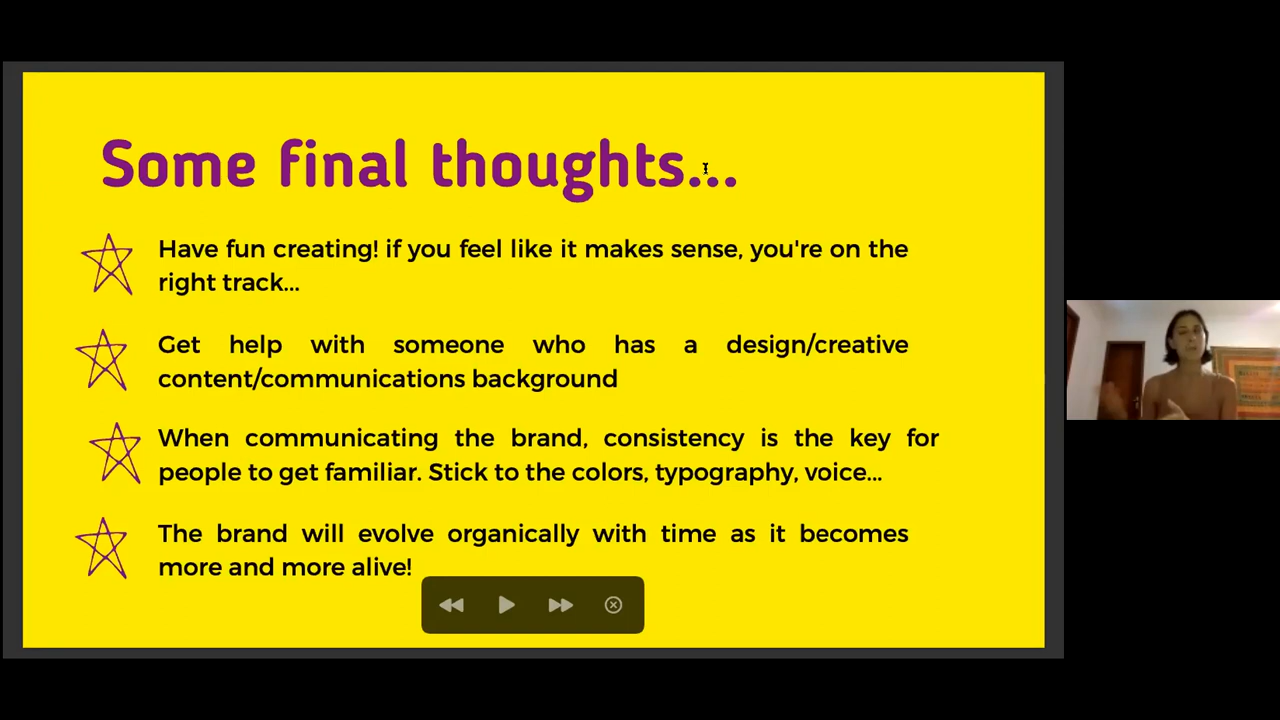 Some final thoughts...
Have fun creating! if you feel like it makes sense, you're on the
right track...
Get help with someone who has a design/creative
content/communications background
When communicating the brand, consistency is the key for
people to get familiar. Stick to the colors, typography, voice...
The brand will evolve organically with time as it becomes
more and more alive!